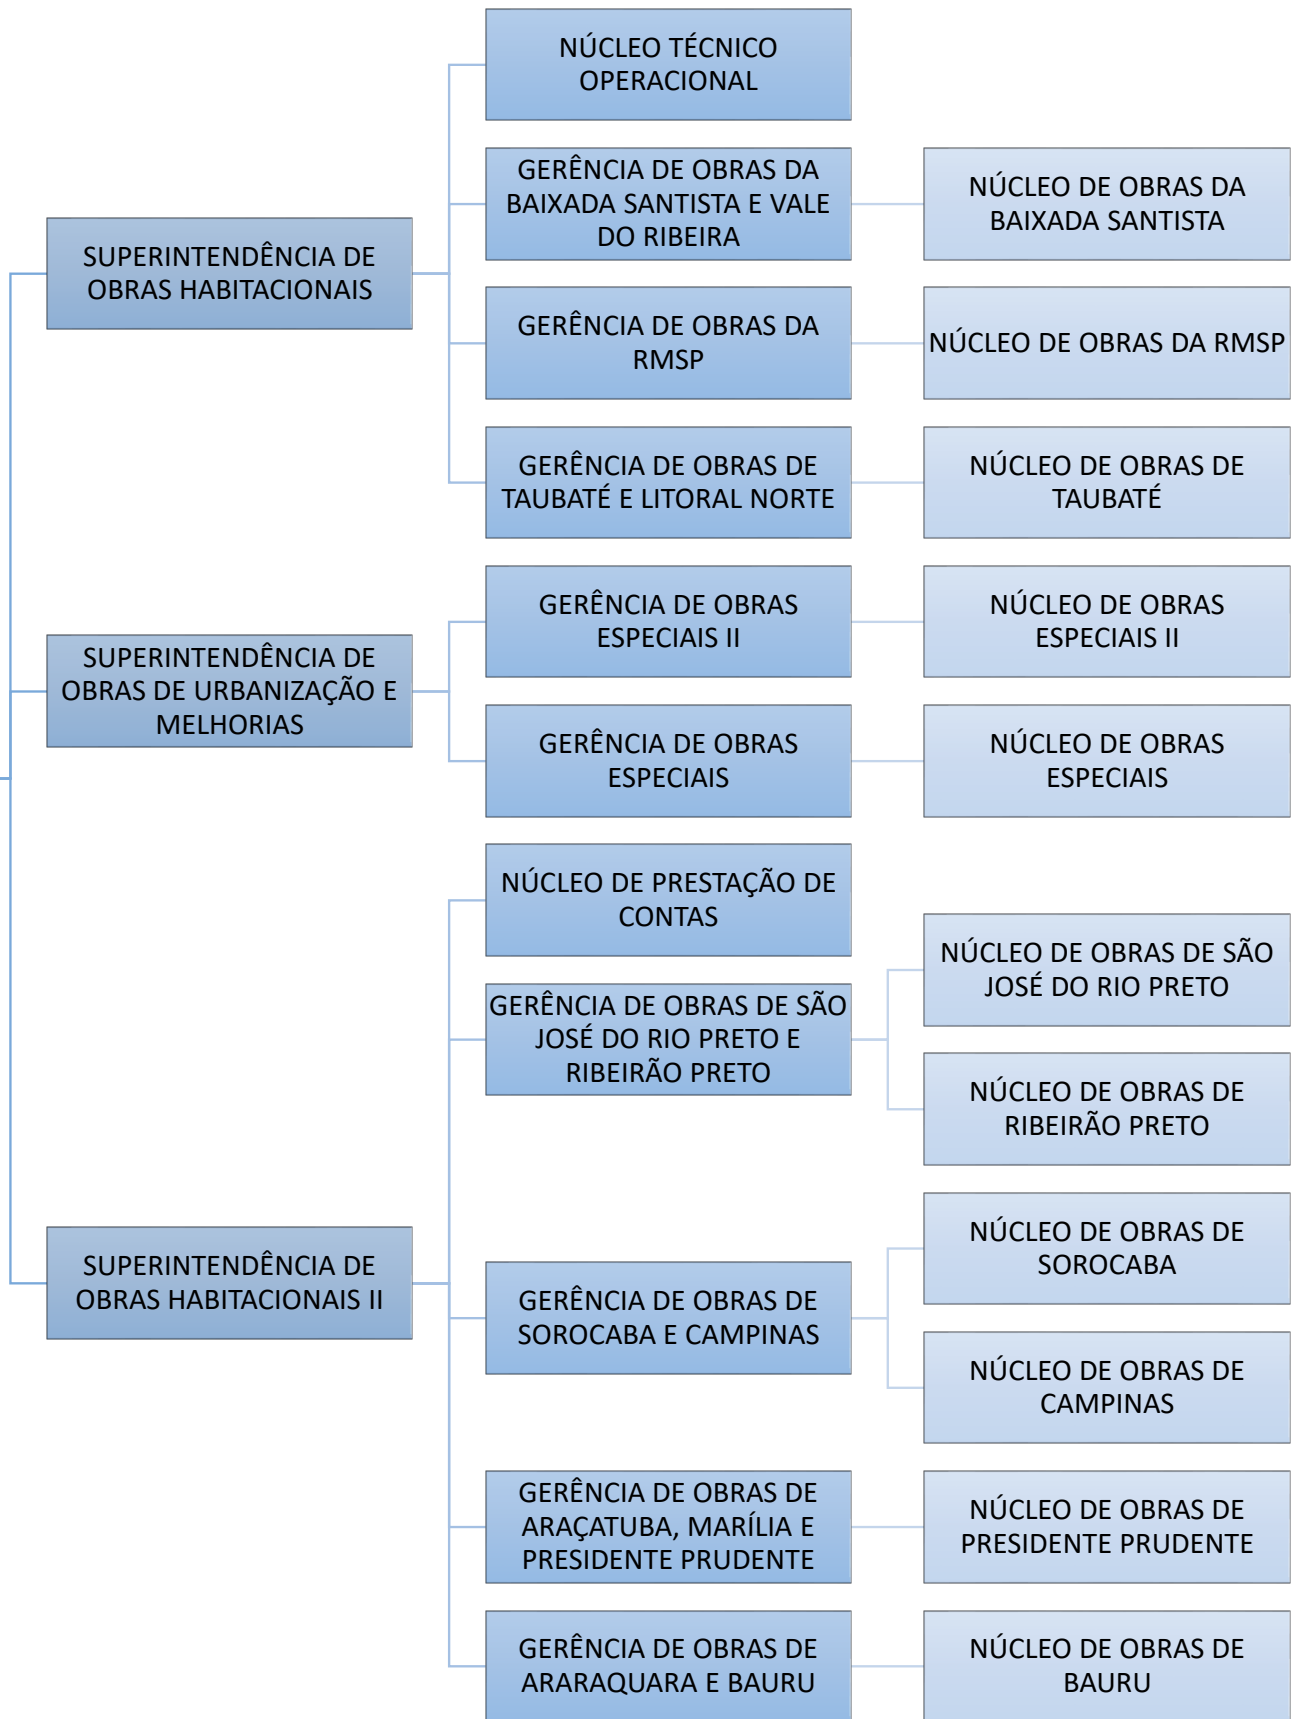 NÚCLEO TÉCNICO
OPERACIONAL
GERÊNCIA DE OBRAS DA
BAIXADA SANTISTA E VALE
DO RIBEIRA
NÚCLEO DE OBRAS DA
BAIXADA SANTISTA
SUPERINTENDÊNCIA DE
OBRAS HABITACIONAIS
GERÊNCIA DE OBRAS DA
RMSP
NÚCLEO DE OBRAS DA RMSP
GERÊNCIA DE OBRAS DE
TAUBATÉ E LITORAL NORTE
NÚCLEO DE OBRAS DE
TAUBATÉ
GERÊNCIA DE OBRAS
ESPECIAIS II
NÚCLEO DE OBRAS
ESPECIAIS II
SUPERINTENDÊNCIA DE
OBRAS DE URBANIZAÇÃO E
MELHORIAS
GERÊNCIA DE OBRAS
ESPECIAIS
NÚCLEO DE OBRAS
ESPECIAIS
NÚCLEO DE PRESTAÇÃO DE
CONTAS
GERÊNCIA DE OBRAS DE SÃO
JOSÉ DO RIO PRETO E
RIBEIRÃO PRETO
NÚCLEO DE OBRAS DE SÃO
JOSÉ DO RIO PRETO
NÚCLEO DE OBRAS DE
RIBEIRÃO PRETO
SUPERINTENDÊNCIA DE
OBRAS HABITACIONAIS II
GERÊNCIA DE OBRAS DE
SOROCABA E CAMPINAS
NÚCLEO DE OBRAS DE
SOROCABA
NÚCLEO DE OBRAS DE
CAMPINAS
GERÊNCIA DE OBRAS DE
ARAÇATUBA, MARÍLIA E
PRESIDENTE PRUDENTE
NÚCLEO DE OBRAS DE
PRESIDENTE PRUDENTE
GERÊNCIA DE OBRAS DE
ARARAQUARA E BAURU
NÚCLEO DE OBRAS DE
BAURU